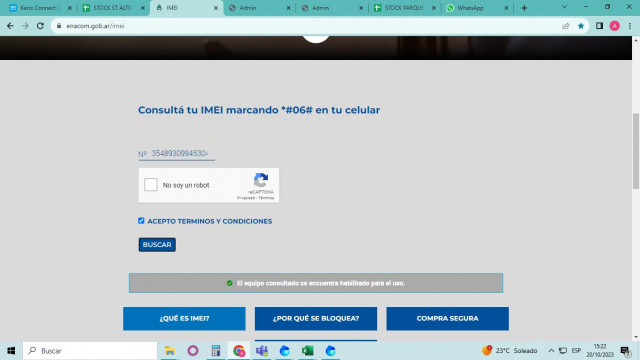 Kerio Connect C
STOCK ST ALTO
IMEI
Admin
Admin
STOCK PARQUE
WhatsApp
enacom.gob.ar/imei
A
Consultá tu IMEI marcando *#06# en tu celular
Nº 3548930994530
No soy un robot
reCAPTCHA
Privacidad - Términos
ACEPTO TERMINOS Y CONDICIONES
BUSCAR
El equipo consultado se encuentra habilitado para el uso.
¿QUÉ ES IMEI?
¿POR QUÉ SE BLOQUEA?
COMPRA SEGURA
Buscar
23°C Soleado
ESP
15:22
20/10/2023